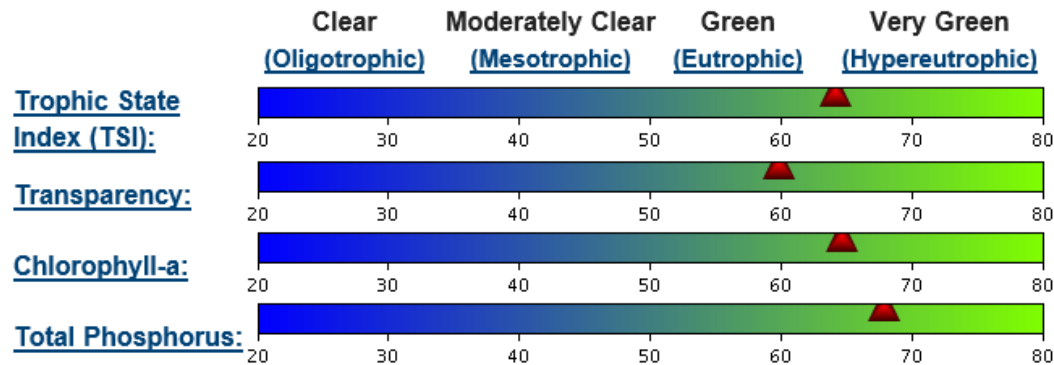 Clear Moderately Clear Green Very Green
(Oligotrophic) (Mesotrophic) (Eutrophic) (Hypereutrophic)
Trophic State
Index (TSI):
20 30 40 50 60 70 80
Transparency:
20 30 40 50 60 70 80
Chlorophyll-a:
20 30 40 50 60 70 80
Total Phosphorus:
20 30 40 50 60 70 80